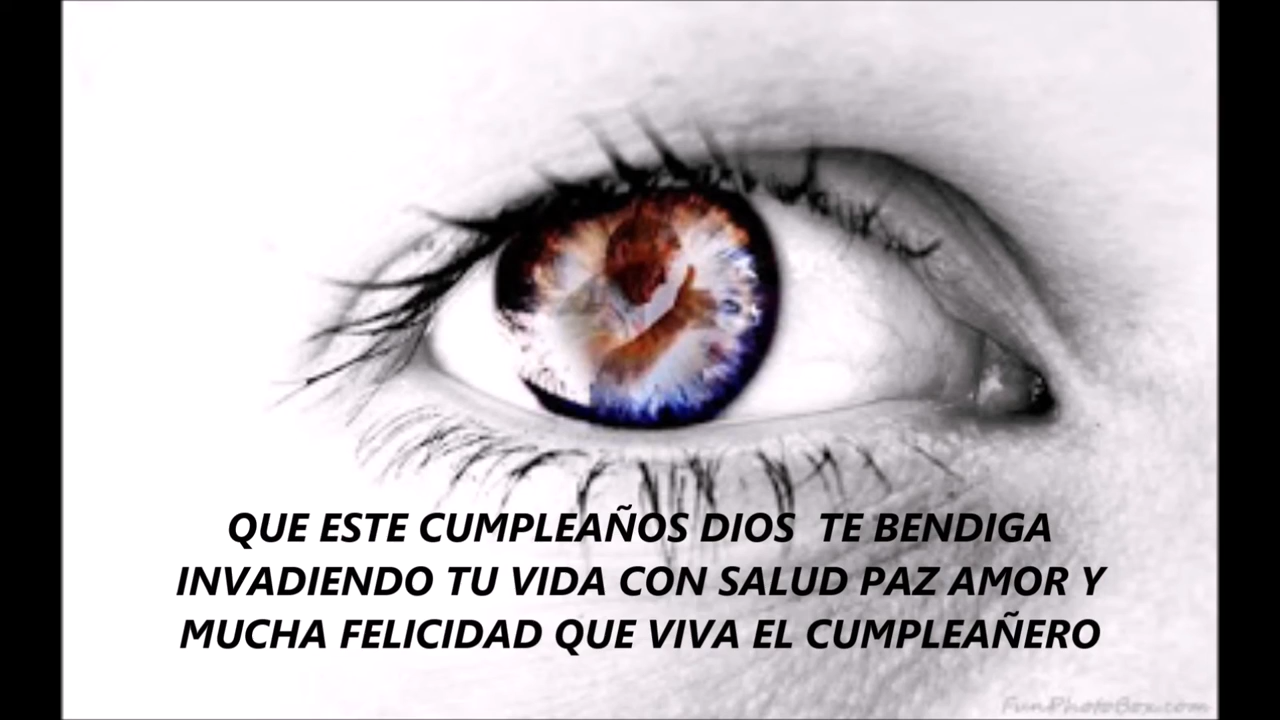 QUE ESTE CUMPLEAÑOS DIOS  TE BENDIGA
INVADIENDO TU VIDA CON SALUD PAZ AMOR Y
MUCHA FELICIDAD QUE VIVA EL CUMPLEAÑERO
FunPhotoBox.com